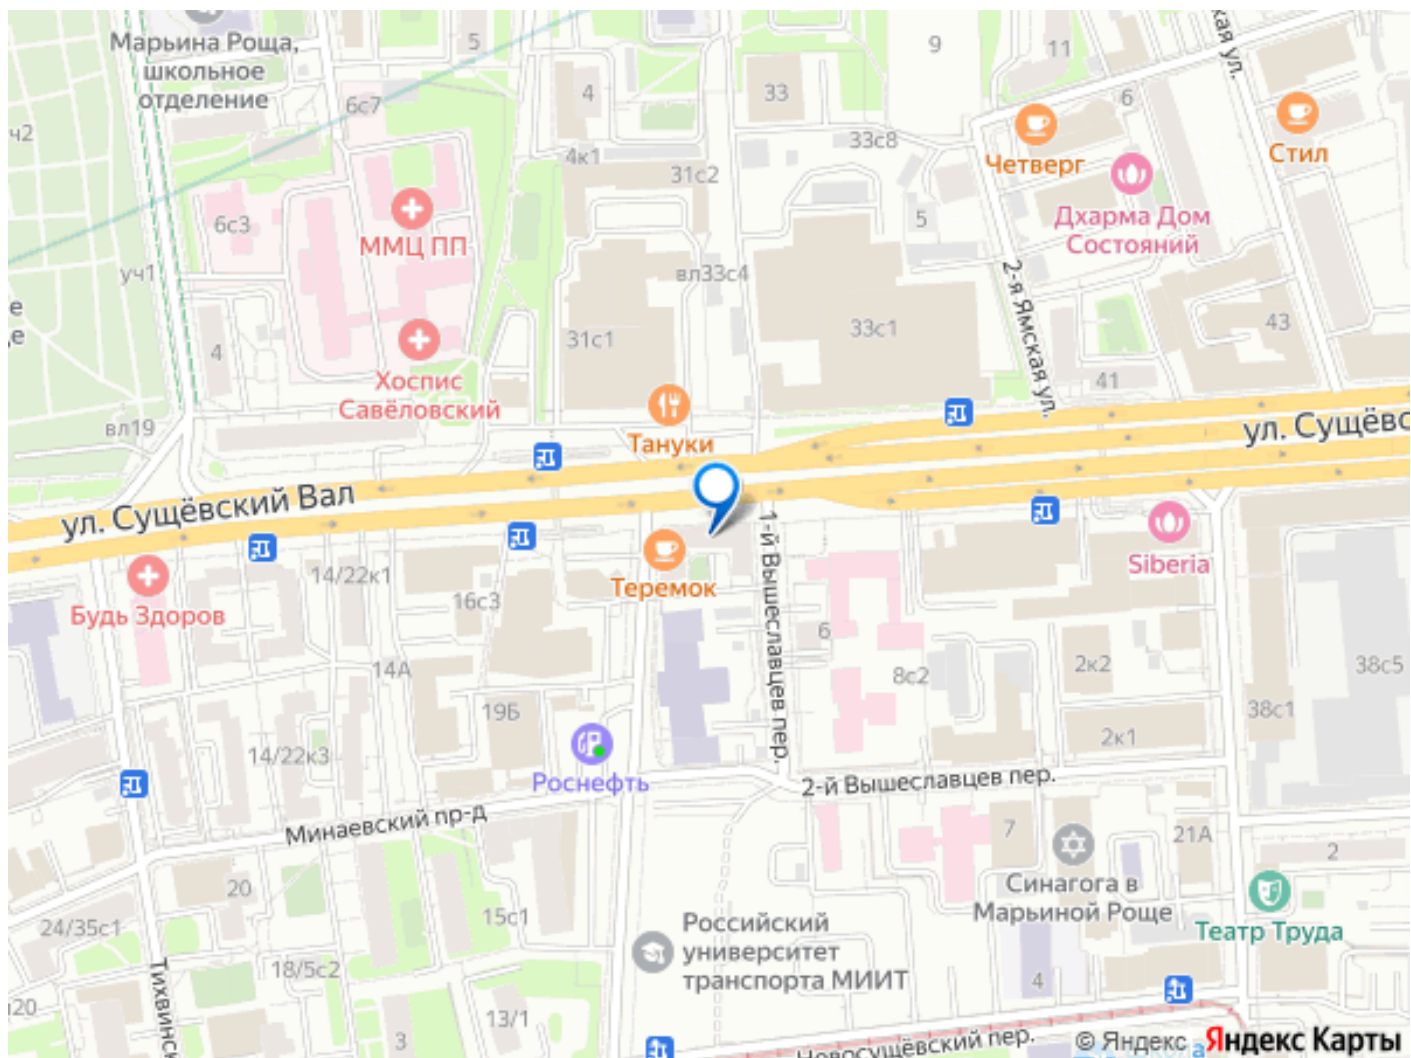 Марьина Роща,
школьное
отделение
5
9
11
6с7
4
33
6
ч2
4к1
33с8
31с2
Четверг
Стил
ММЦ ПП
6с3
5
Дхарма Дом
Состояний
уч1
вл33с4
2-я Ямская ул.
е
е
4
31с1
33с1
43
Хоспис
Савёловский
41
вл19
Тануки
ул. Сущёвс
ул. Сущёвский Вал
1-й Вышеславцев пер.
Siberia
14/22к1
Теремок
Будь Здоров
16с3
6
14А
8с2
2к2
38с5
19Б
38с1
14/22к3
2к1
Роснефть
2-й Вышеславцев пер.
Минаевский пр-д
7
21А
2
20
Синагога в
Марьиной Роще
24/35с1
15с1
Российский
университет
транспорта МИИТ
Театр Труда
18/5с2
4
Тихвинск
20
13/1
3
Новосущёвский пер.
© Яндекс Яндекс Карты